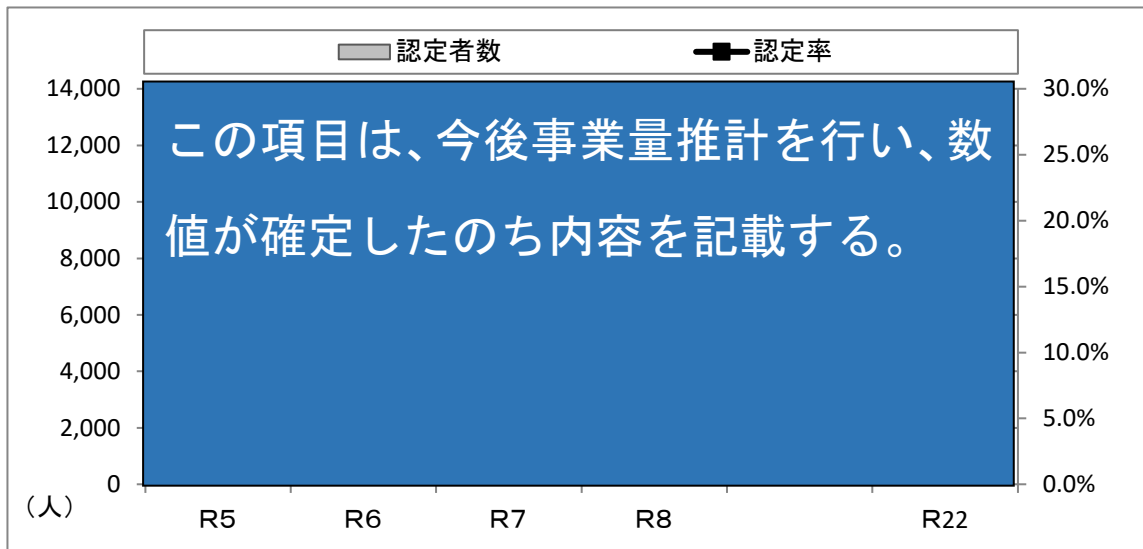 認定者数 認定率
14,000 30.0%
12,000 25.0%
10,000 20.0%
8,000 15.0%
6,000 10.0%
4,000 5.0%
2,000 0.0%
0
この項目は、今後事業量推計を行い、数
値が確定したのち内容を記載する。
（人） R5 R6 R7 R8 R22